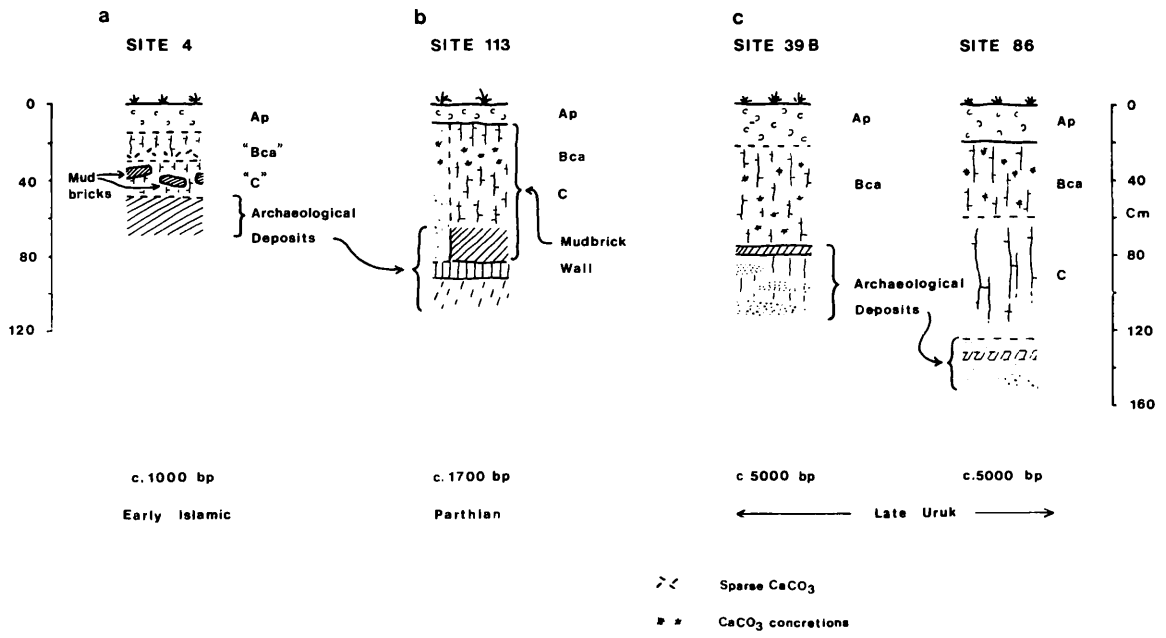 a
b
c
SITE 4
SITE 113
SITE 39B
SITE 86
0
40
80
120
Ap
"Bca"
"C"
Mud
bricks
Archaeological
Deposits
Ap
Bca
C
Mudbrick
Wall
Ap
Bca
Archaeological
Deposits
Ap
Bca
C
0
40
Cm
80
120
160
c. 1000 bp
c. 1700 bp
c 5000 bp
c. 5000 bp
Early Islamic
Parthian
Late Uruk
Sparse CaCO₃
CaCO₃ concretions